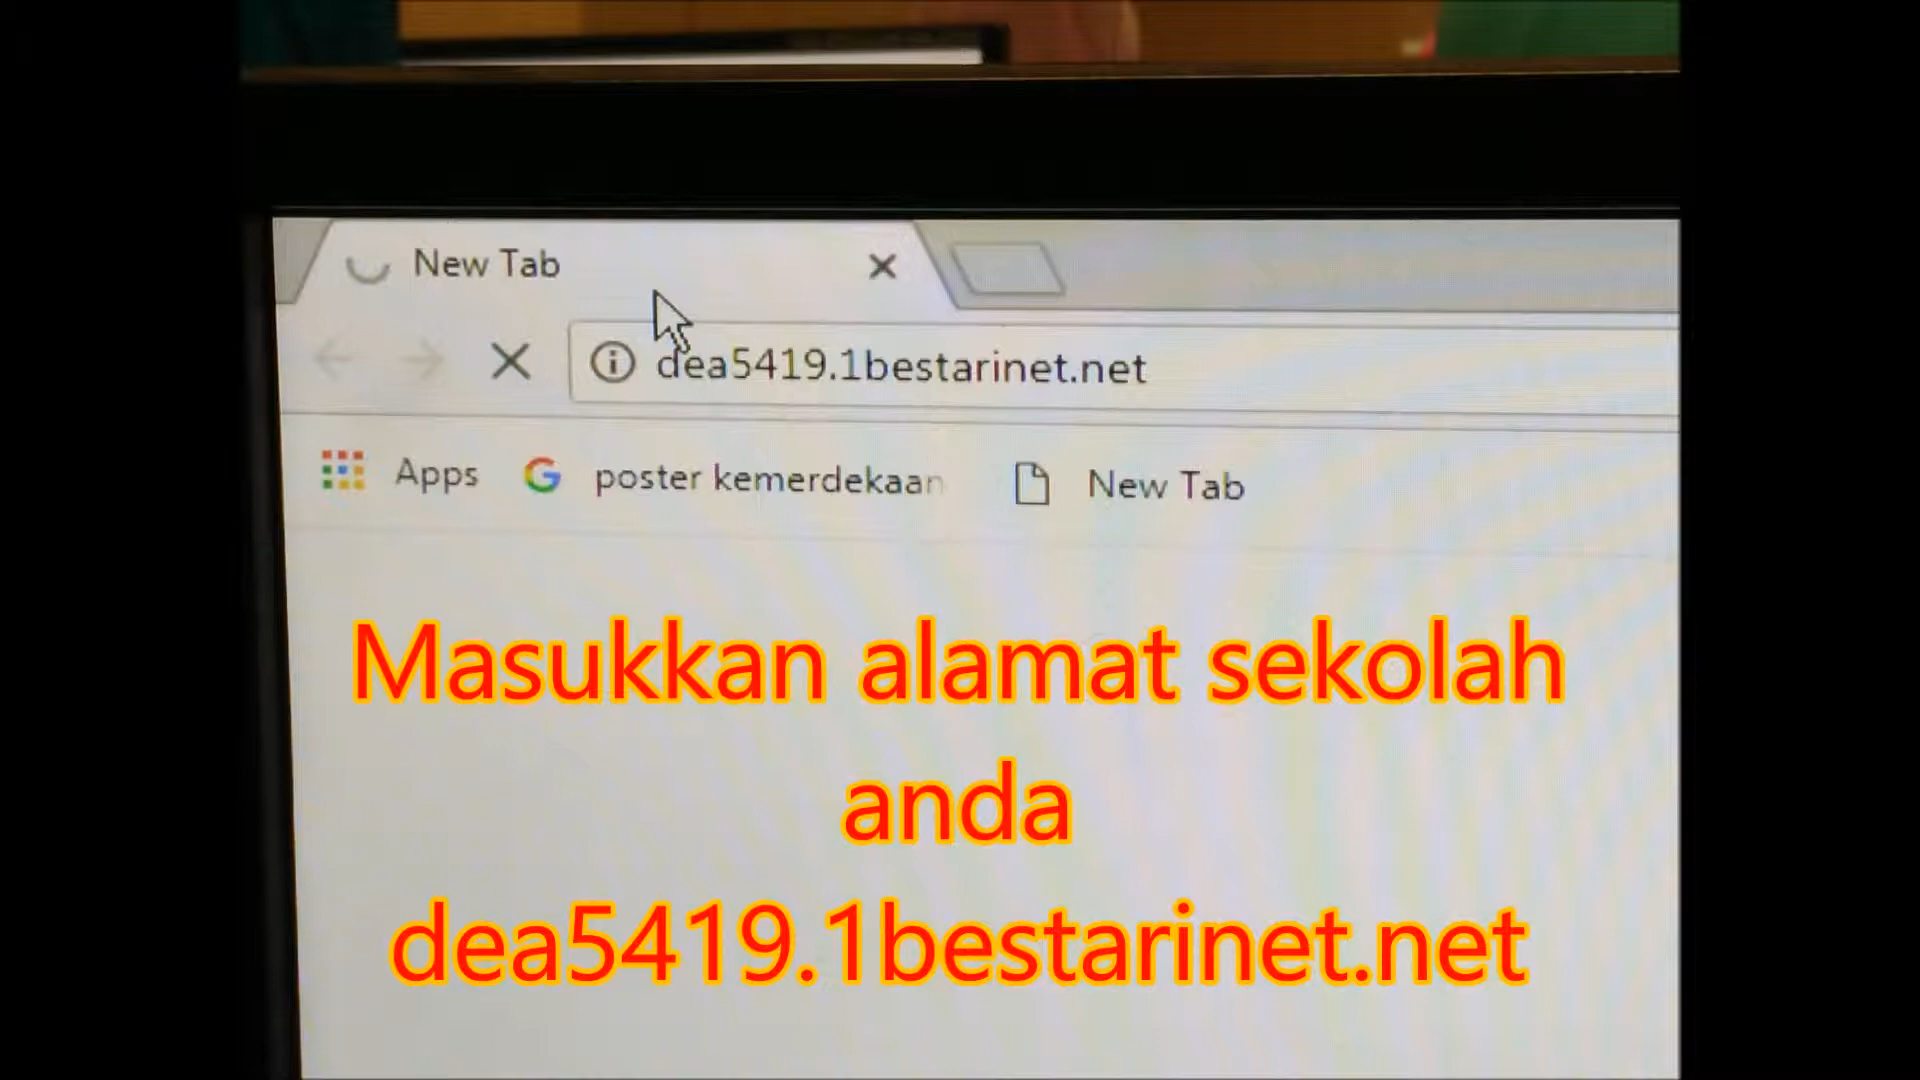 New Tab
dea5419.1bestarinet.net
Apps poster kemerdekaan New Tab
Masukkan alamat sekolah
anda
dea5419.1bestarinet.net